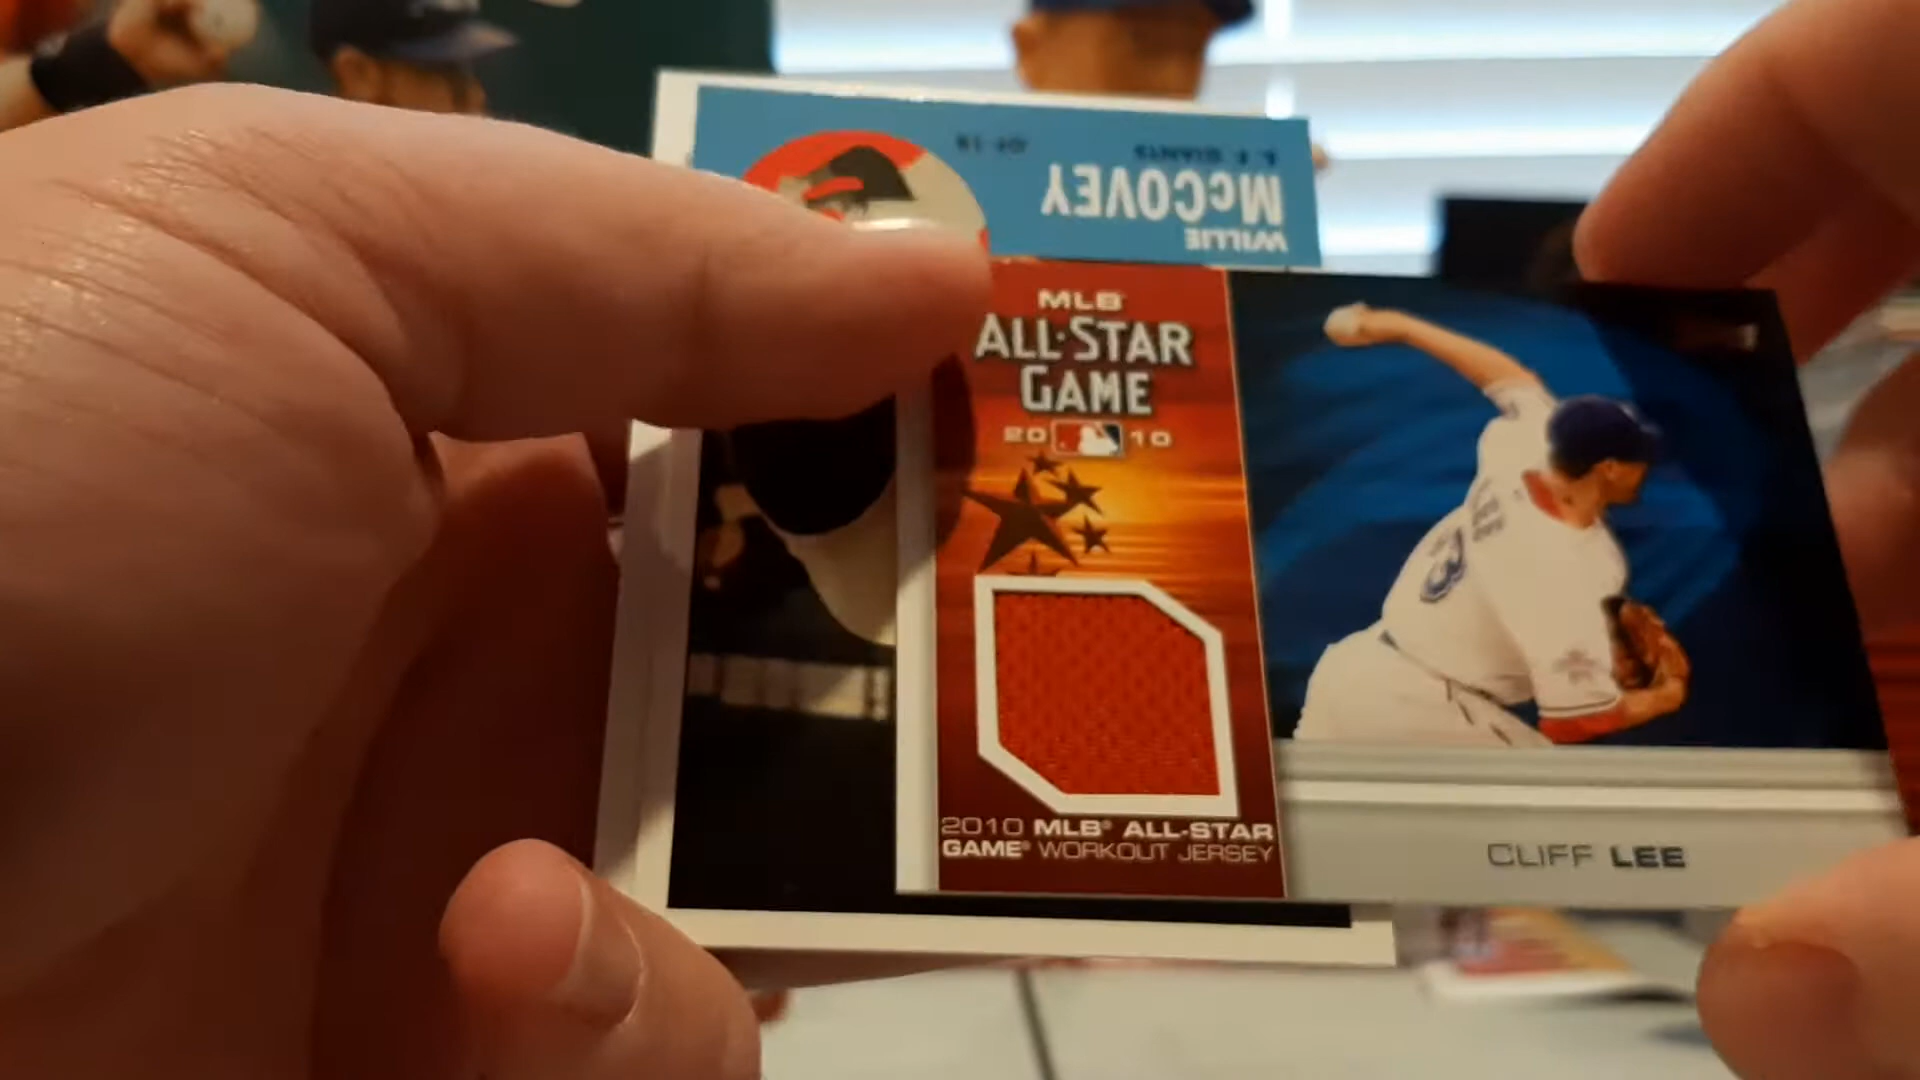 WILLIE
McCOVEY
S.F. GIANTS
MLB
ALL·STAR
GAME
20 10
2010 MLB® ALL-STAR
GAME® WORKOUT JERSEY
CLIFF LEE